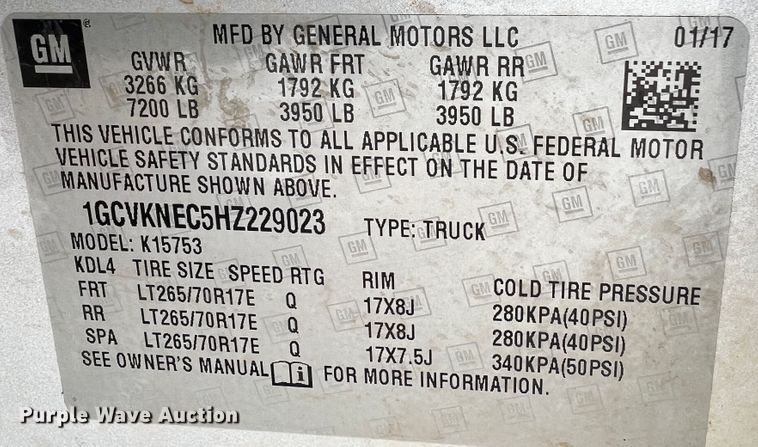 GM ® MFD BY GENERAL MOTORS LLC 01/17
GVWR GAWR FRT GAWR RR
3266 KG 1792 KG 1792 KG
7200 LB 3950 LB 3950 LB
THIS VEHICLE CONFORMS TO ALL APPLICABLE U.S. FEDERAL MOTOR
VEHICLE SAFETY STANDARDS IN EFFECT ON THE DATE OF
MANUFACTURE SHOWN ABOVE.
1GCVKNEC5HZ229023 TYPE: TRUCK
MODEL: K15753
KDL4 TIRE SIZE SPEED RTG RIM COLD TIRE PRESSURE
FRT LT265/70R17E Q 17X8J 280KPA(40PSI)
RR LT265/70R17E Q 17X8J 280KPA(40PSI)
SPA LT265/70R17E Q 17X7.5J 340KPA(50PSI)
SEE OWNER'S MANUAL i FOR MORE INFORMATION.
Purple Wave Auction